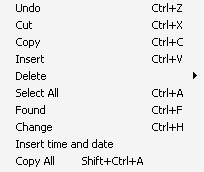 Undo Ctrl+Z
Cut Ctrl+X
Copy Ctrl+C
Insert Ctrl+V
Delete
Select All Ctrl+A
Found Ctrl+F
Change Ctrl+H
Insert time and date
Copy All Shift+Ctrl+A